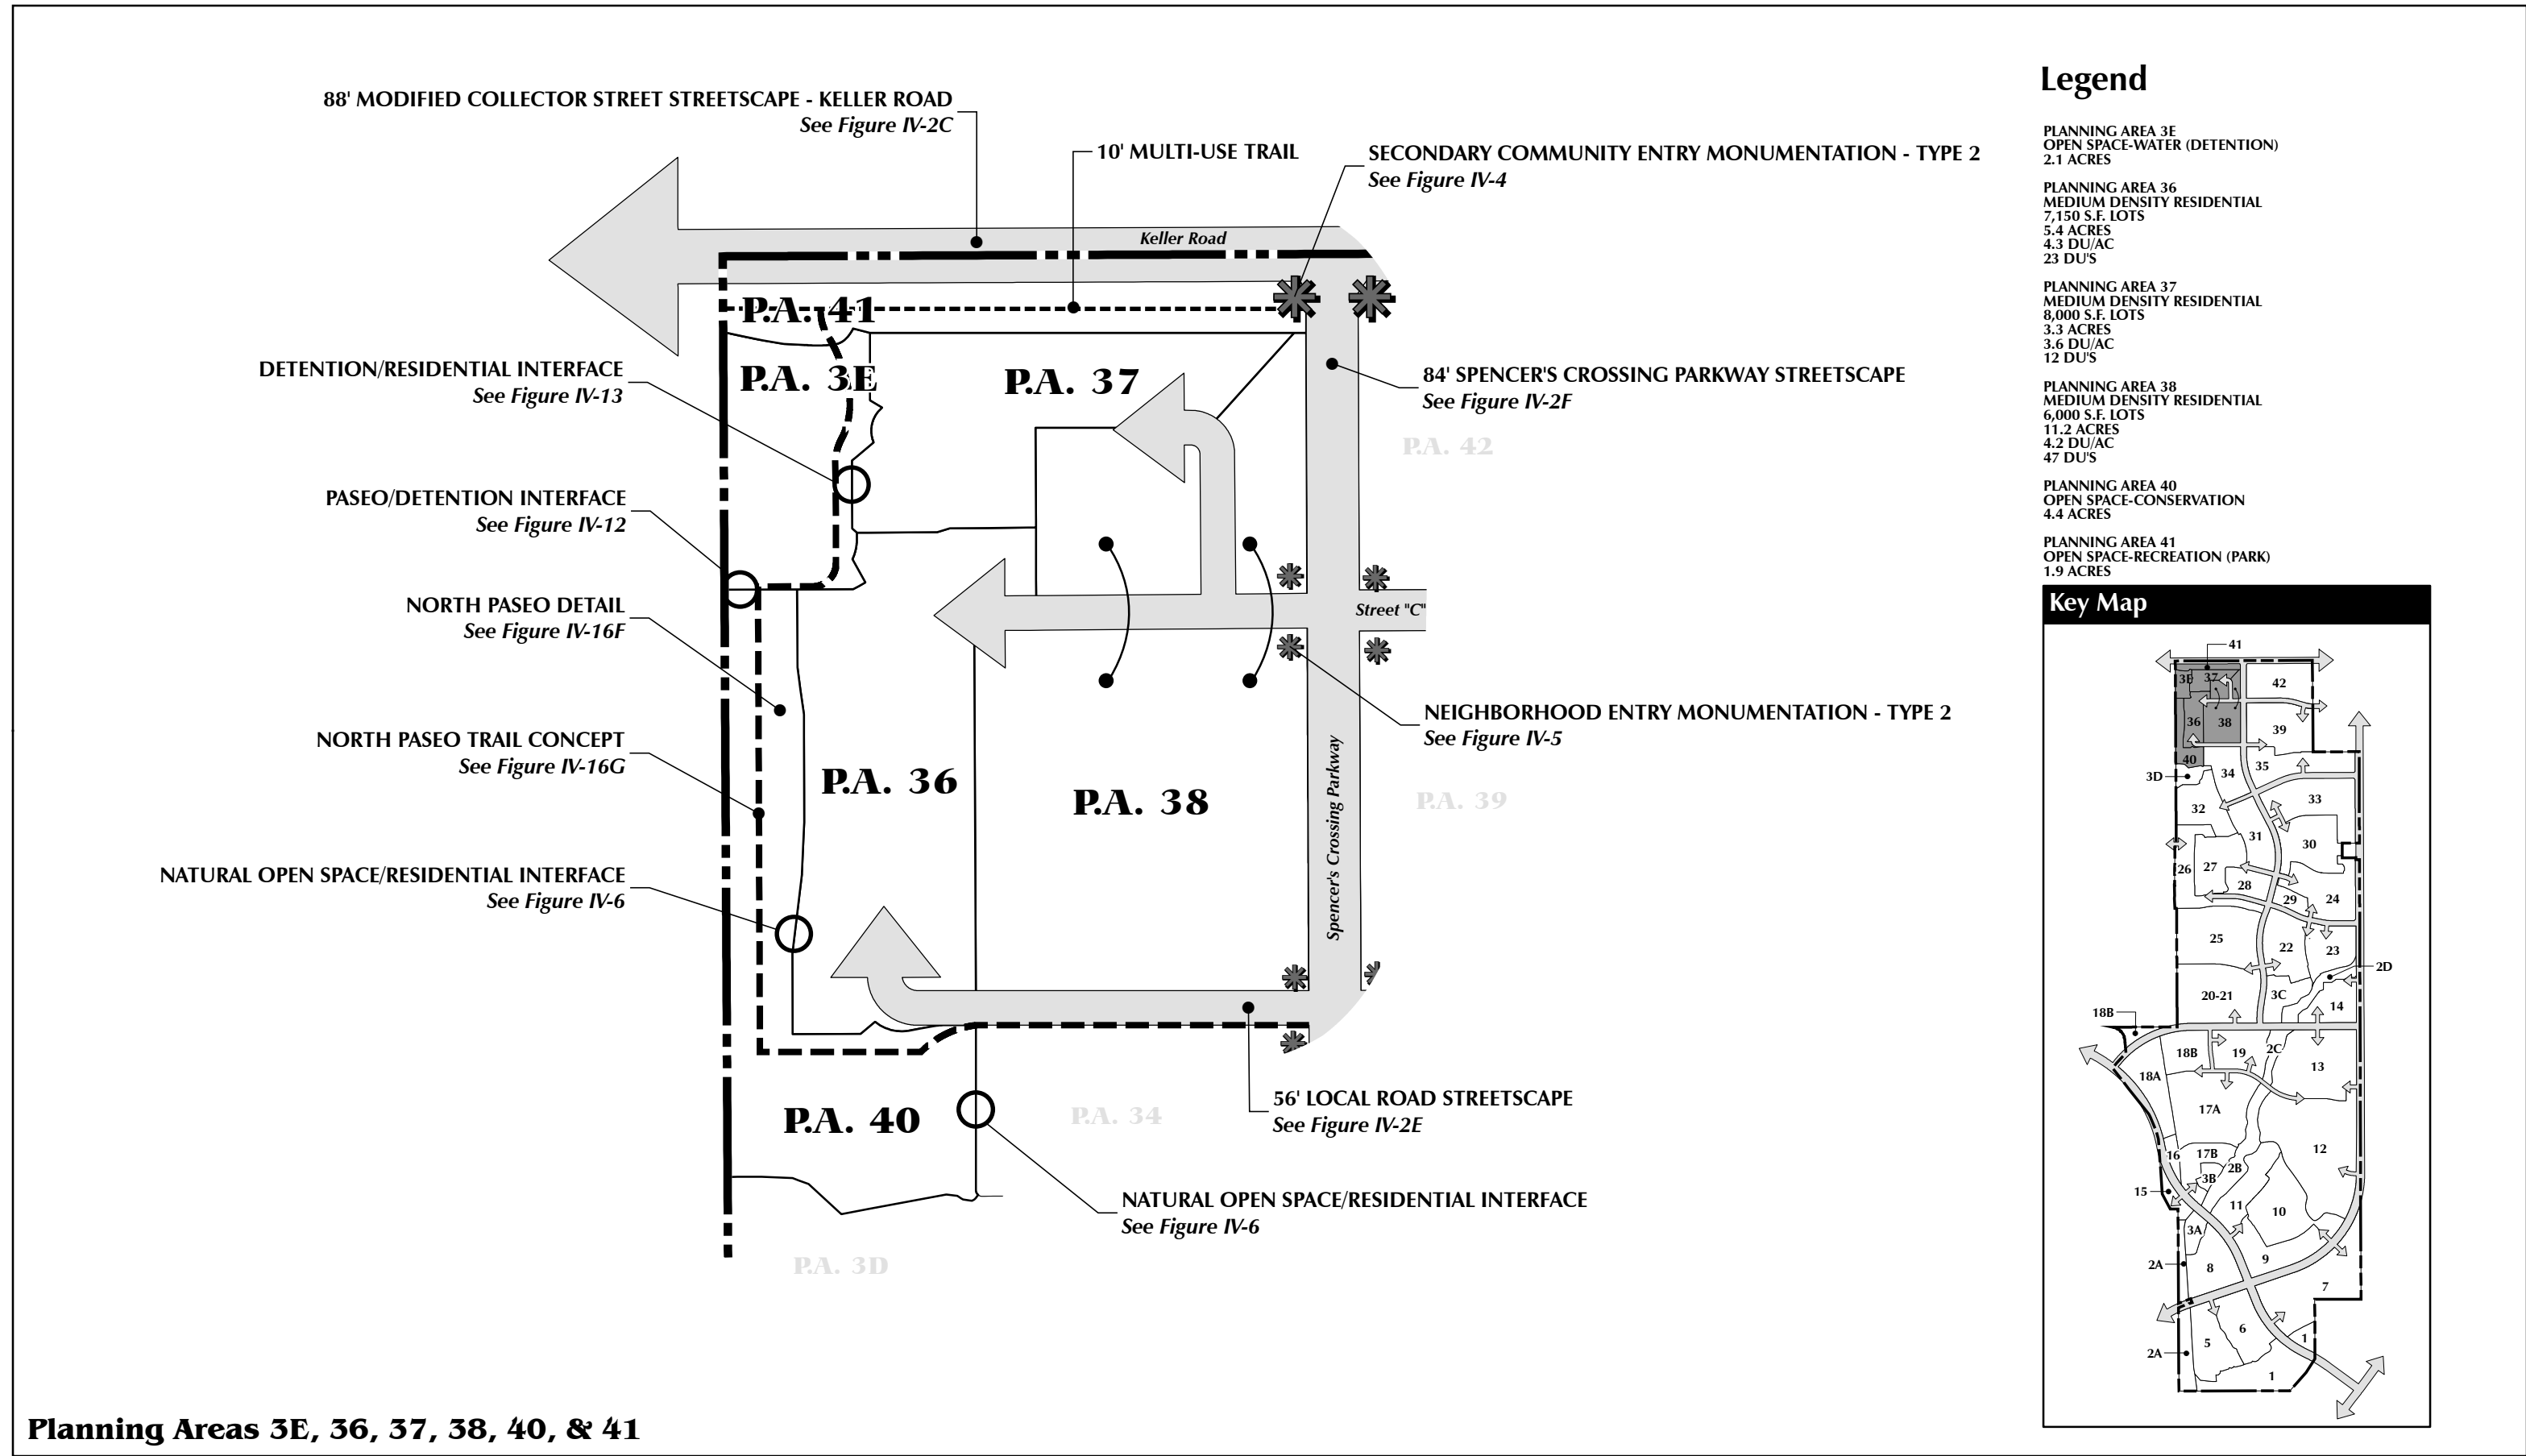 88' MODIFIED COLLECTOR STREET STREETSCAPE - KELLER ROAD
See Figure IV-2C
10' MULTI-USE TRAIL
SECONDARY COMMUNITY ENTRY MONUMENTATION - TYPE 2
See Figure IV-4
Keller Road
P.A. 41
DETENTION/RESIDENTIAL INTERFACE
See Figure IV-13
P.A. 3E
P.A. 37
84' SPENCER'S CROSSING PARKWAY STREETSCAPE
See Figure IV-2F
P.A. 42
PASEO/DETENTION INTERFACE
See Figure IV-12
NORTH PASEO DETAIL
See Figure IV-16F
Street "C"
NORTH PASEO TRAIL CONCEPT
See Figure IV-16G
NEIGHBORHOOD ENTRY MONUMENTATION - TYPE 2
See Figure IV-5
P.A. 36
P.A. 38
Spencer's Crossing Parkway
P.A. 39
NATURAL OPEN SPACE/RESIDENTIAL INTERFACE
See Figure IV-6
P.A. 40
P.A. 34
56' LOCAL ROAD STREETSCAPE
See Figure IV-2E
NATURAL OPEN SPACE/RESIDENTIAL INTERFACE
See Figure IV-6
P.A. 3D
Planning Areas 3E, 36, 37, 38, 40, & 41
Legend
PLANNING AREA 3E
OPEN SPACE-WATER (DETENTION)
2.1 ACRES
PLANNING AREA 36
MEDIUM DENSITY RESIDENTIAL
7,150 S.F. LOTS
5.4 ACRES
4.3 DU/AC
23 DU'S
PLANNING AREA 37
MEDIUM DENSITY RESIDENTIAL
8,000 S.F. LOTS
3.3 ACRES
3.6 DU/AC
12 DU'S
PLANNING AREA 38
MEDIUM DENSITY RESIDENTIAL
6,000 S.F. LOTS
11.2 ACRES
4.2 DU/AC
47 DU'S
PLANNING AREA 40
OPEN SPACE-CONSERVATION
4.4 ACRES
PLANNING AREA 41
OPEN SPACE-RECREATION (PARK)
1.9 ACRES
Key Map
41
3E
37
42
36
38
39
40
3D
34
35
32
33
31
30
26
27
28
29
24
25
22
23
2D
20-21
3C
14
18B
18B
19
2C
13
18A
17A
12
16
17B
2B
3B
15
11
10
3A
9
2A
8
7
6
5
1
2A
1